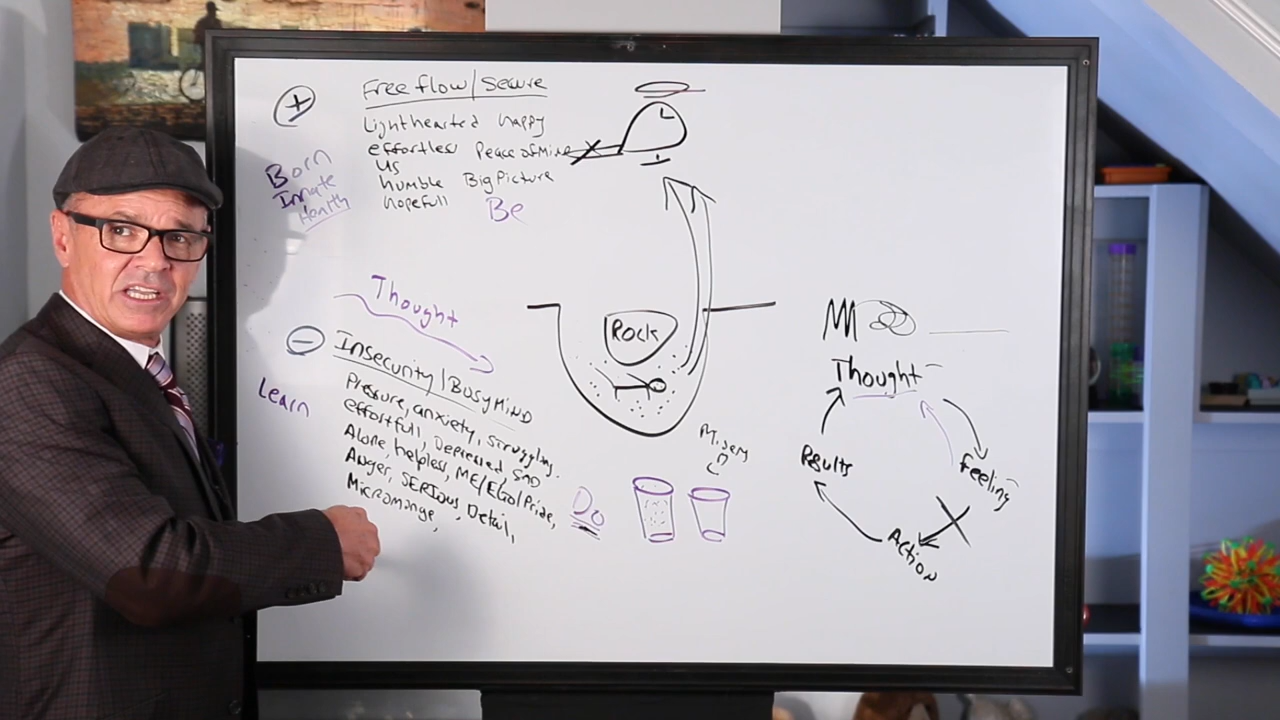 +
Free flow/Secure
Lighthearted happy
effortless Peace of Mind
us
humble Big Picture
hopefull
Be
Born
Innate
Health
L
Thought
Rock
-
Insecurity/Busy MIND
Learn
Pressure, anxiety, struggling.
effortfull, Depressed, SAD
Alone, helpless, ME/EGO/Pride,
Anger, SERIOUS, Detail,
Micromange,
Do
Misery
Thought
Feeling
Action
Results